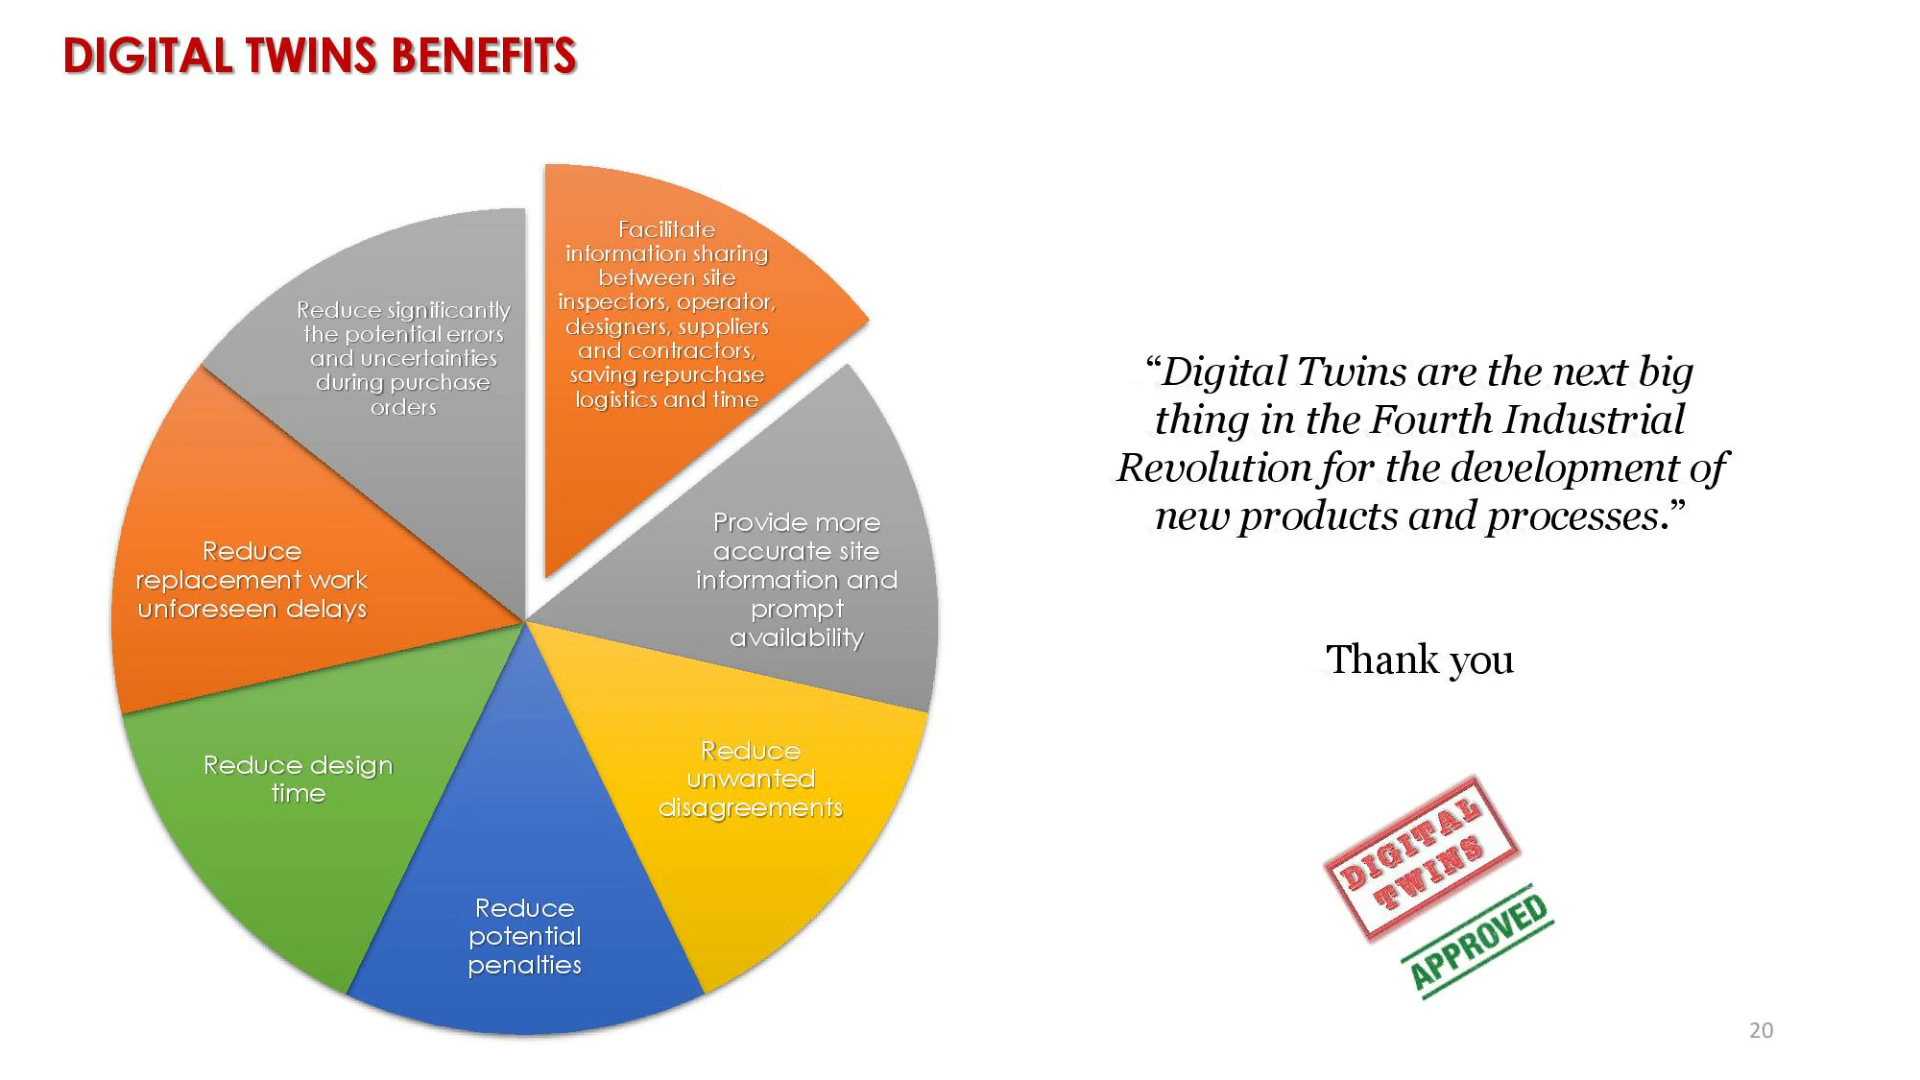 DIGITAL TWINS BENEFITS
Facilitate
information sharing
between site
inspectors, operator,
designers, suppliers
and contractors,
saving repurchase
logistics and time
Provide more
accurate site
information and
prompt
availability
Reduce
unwanted
disagreements
Reduce
potential
penalties
Reduce design
time
Reduce
replacement work
unforeseen delays
Reduce significantly
the potential errors
and uncertainties
during purchase
orders
“Digital Twins are the next big
thing in the Fourth Industrial
Revolution for the development of
new products and processes.”
Thank you
DIGITAL
TWINS
APPROVED
20